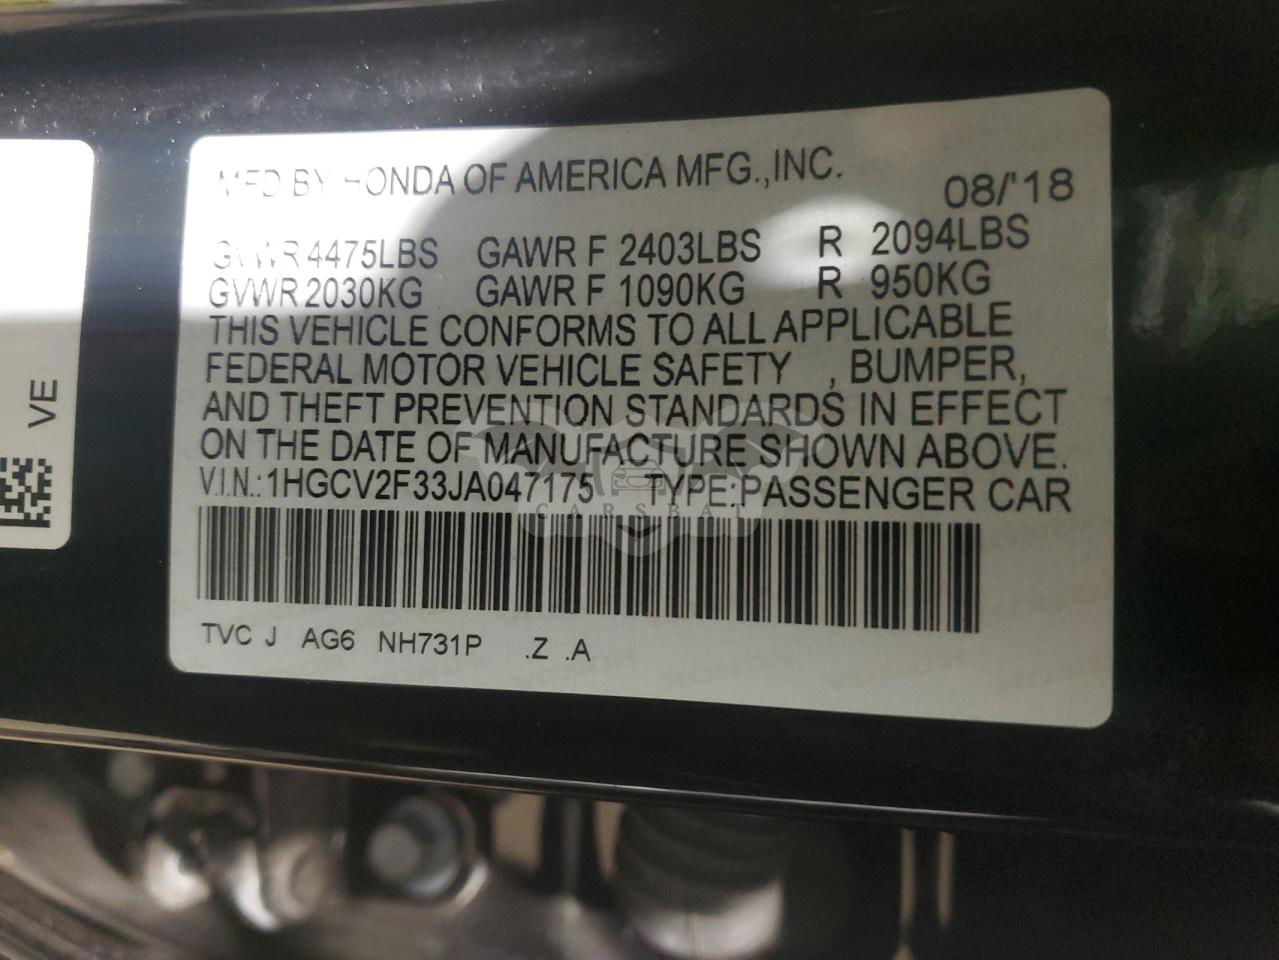 MFD BY HONDA OF AMERICA MFG.,INC. 08/'18
GVWR 4475LBS GAWR F 2403LBS R 2094LBS
GVWR 2030KG GAWR F 1090KG R 950KG
THIS VEHICLE CONFORMS TO ALL APPLICABLE
FEDERAL MOTOR VEHICLE SAFETY , BUMPER,
AND THEFT PREVENTION STANDARDS IN EFFECT
ON THE DATE OF MANUFACTURE SHOWN ABOVE.
V.I.N.:1HGCV2F33JA047175 TYPE:PASSENGER CAR
CARSBAT
TVC J AG6 NH731P .Z .A
VE